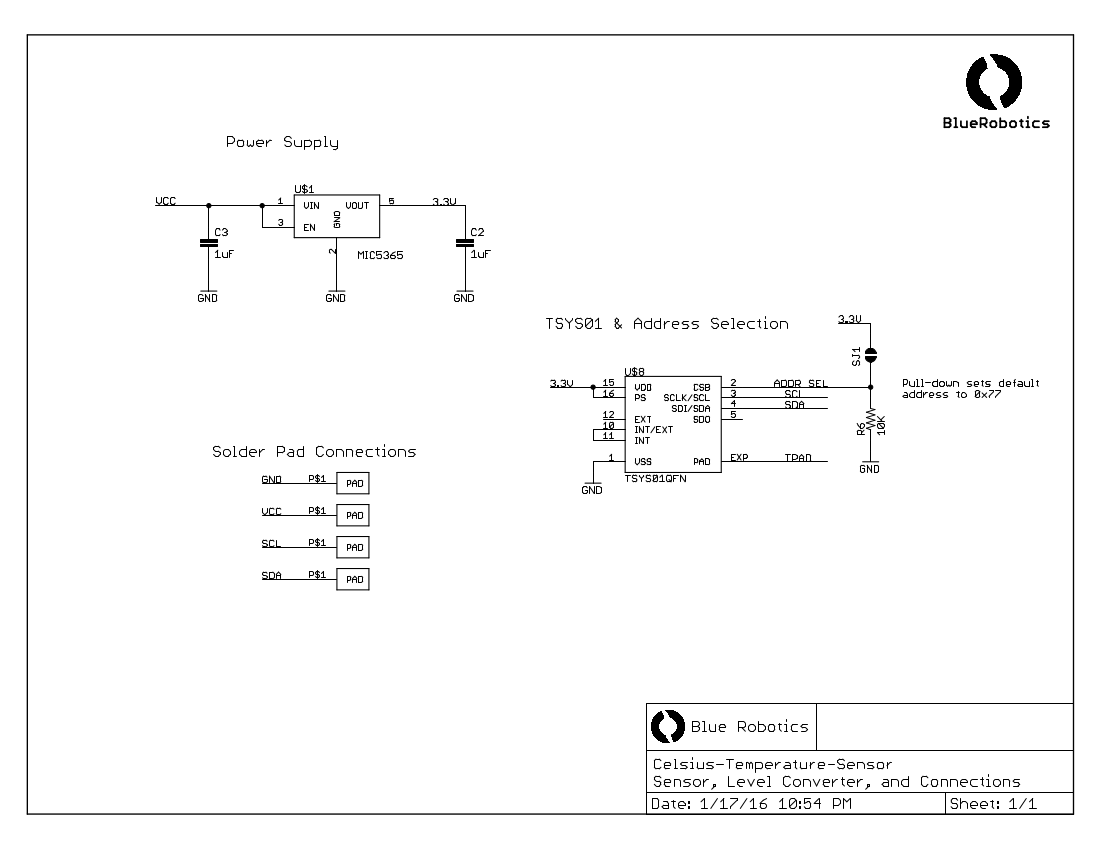 BlueRobotics
Power Supply
VCC
1
3
U$1
VIN
EN
GND
VOUT
2
5
3.3V
MIC5365
C3
1uF
C2
1uF
GND
GND
GND
TSYS01 & Address Selection
3.3V
SJ1
3.3V
U$8
15 VDD CSB 2 ADDR SEL
16 PS SCLK/SCL 3 SCL
SDI/SDA 4 SDA
12 EXT SDO 5
10 INT/EXT
11 INT
1 VSS PAD EXP TPAD
TSYS01QFN
GND
R6
10K
GND
Pull-down sets default
address to 0x77
Solder Pad Connections
GND P$1 PAD
VCC P$1 PAD
SCL P$1 PAD
SDA P$1 PAD
Blue Robotics
Celsius-Temperature-Sensor
Sensor, Level Converter, and Connections
Date: 1/17/16 10:54 PM
Sheet: 1/1